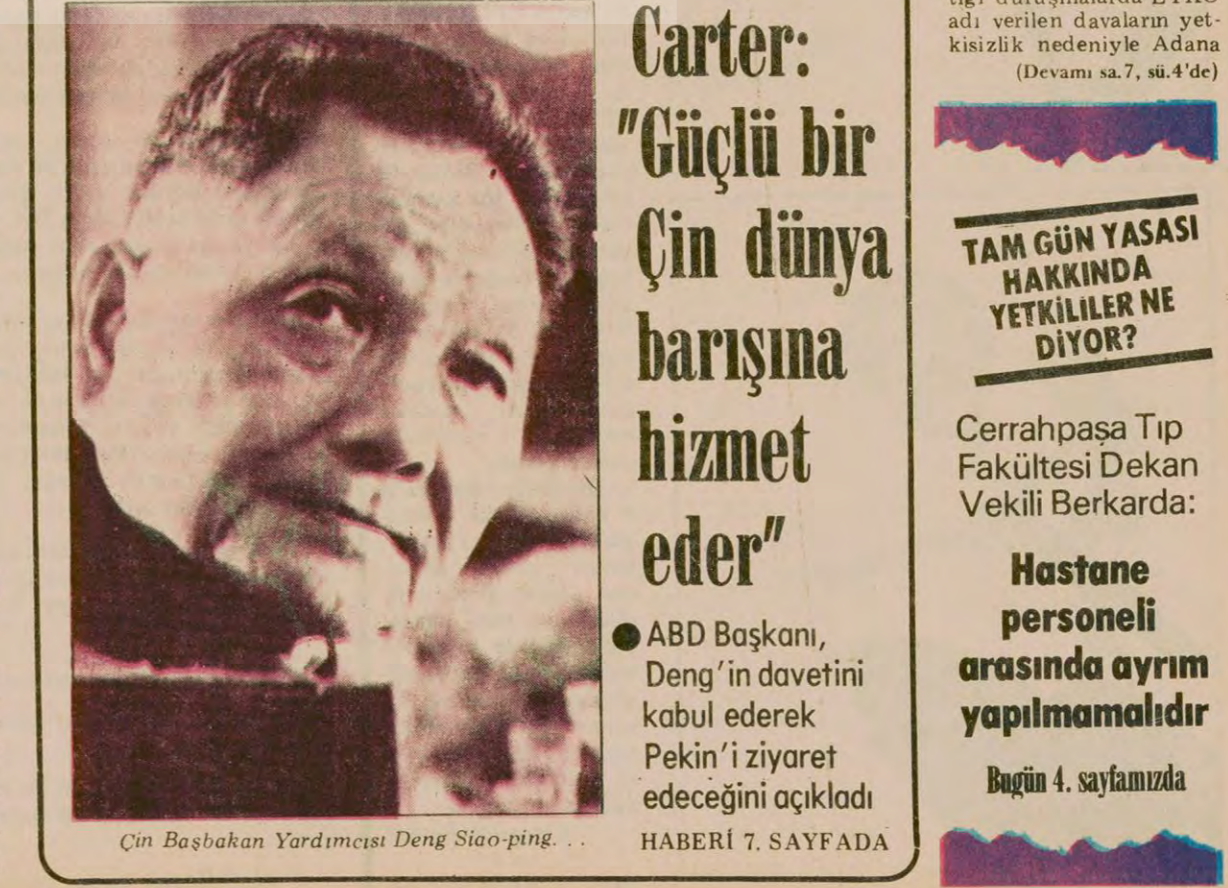 Carter:
"Güçlü bir
Çin dünya
barışına
hizmet
eder"
● ABD Başkanı,
Deng'in davetini
kabul ederek
Pekin'i ziyaret
edeceğini açıkladı
HABERİ 7. SAYFADA
Çin Başbakan Yardımcısı Deng Siao-ping. . .
adı verilen davaların yet-
kisizlik nedeniyle Adana
(Devamı sa.7, sü.4'de)
TAM GÜN YASASI
HAKKINDA
YETKİLİLER NE
DİYOR?
Cerrahpaşa Tıp
Fakültesi Dekan
Vekili Berkarda:
Hastane
personeli
arasında ayrım
yapılmamalıdır
Bugün 4. sayfamızda